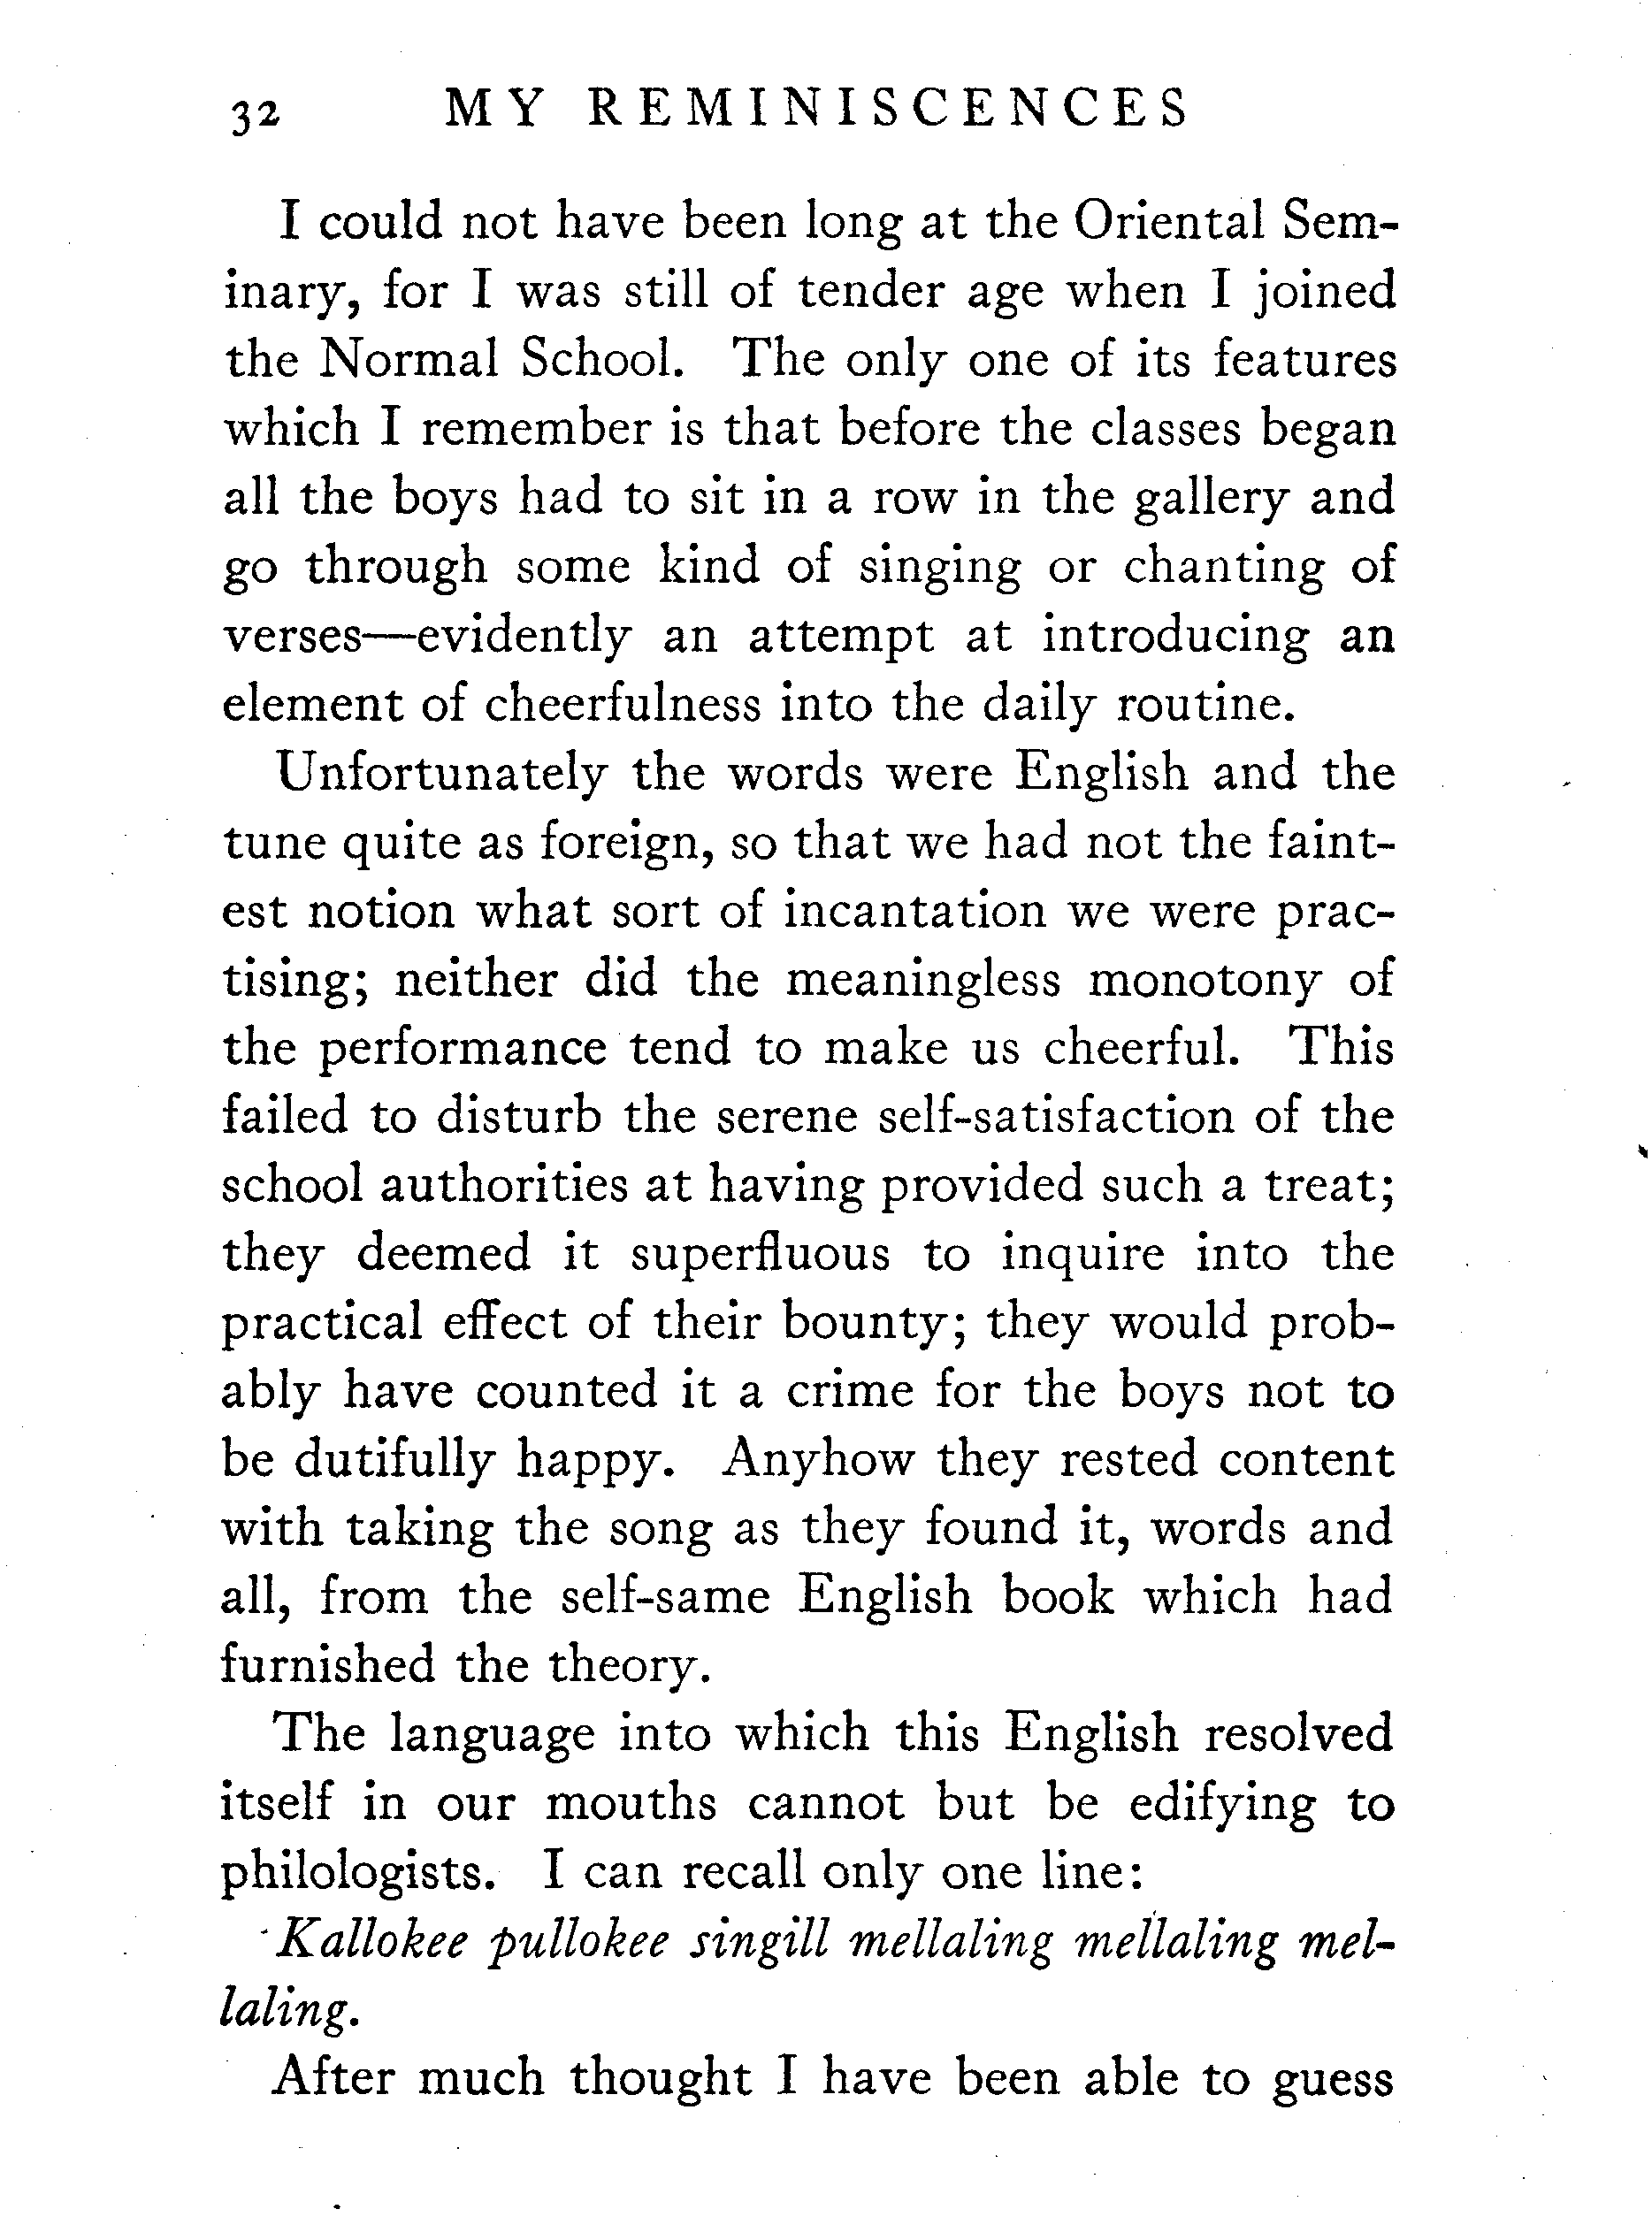 32 MY REMINISCENCES
I could not have been long at the Oriental Sem-
inary, for I was still of tender age when I joined
the Normal School. The only one of its features
which I remember is that before the classes began
all the boys had to sit in a row in the gallery and
go through some kind of singing or chanting of
verses—evidently an attempt at introducing an
element of cheerfulness into the daily routine.
Unfortunately the words were English and the
tune quite as foreign, so that we had not the faint-
est notion what sort of incantation we were prac-
tising; neither did the meaningless monotony of
the performance tend to make us cheerful. This
failed to disturb the serene self-satisfaction of the
school authorities at having provided such a treat;
they deemed it superfluous to inquire into the
practical effect of their bounty; they would prob-
ably have counted it a crime for the boys not to
be dutifully happy. Anyhow they rested content
with taking the song as they found it, words and
all, from the self-same English book which had
furnished the theory.
The language into which this English resolved
itself in our mouths cannot but be edifying to
philologists. I can recall only one line:
Kallokee pullokee singill mellaling mellaling mel-
laling.
After much thought I have been able to guess